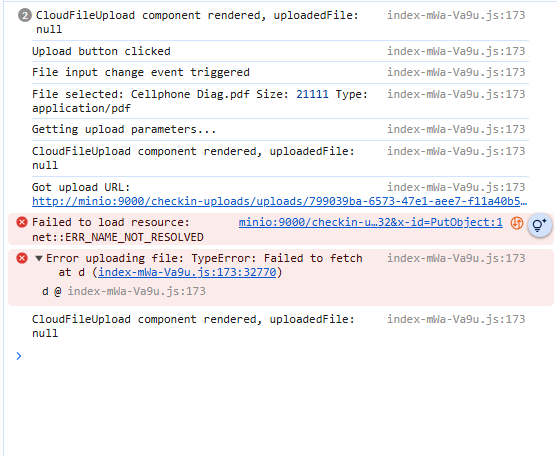 2 CloudFileUpload component rendered, uploadedFile: index-mWa-Va9u.js:173
null
Upload button clicked index-mWa-Va9u.js:173
File input change event triggered index-mWa-Va9u.js:173
File selected: Cellphone Diag.pdf Size: 21111 Type: index-mWa-Va9u.js:173
application/pdf
Getting upload parameters... index-mWa-Va9u.js:173
CloudFileUpload component rendered, uploadedFile: index-mWa-Va9u.js:173
null
Got upload URL: index-mWa-Va9u.js:173
http://minio:9000/checkin-uploads/uploads/799039ba-6573-47e1-aee7-f11a40b5…
Failed to load resource: minio:9000/checkin-u…32&x-id=PutObject:1
net::ERR_NAME_NOT_RESOLVED
Error uploading file: TypeError: Failed to fetch index-mWa-Va9u.js:173
at d (index-mWa-Va9u.js:173:32770)
d @ index-mWa-Va9u.js:173
CloudFileUpload component rendered, uploadedFile: index-mWa-Va9u.js:173
null